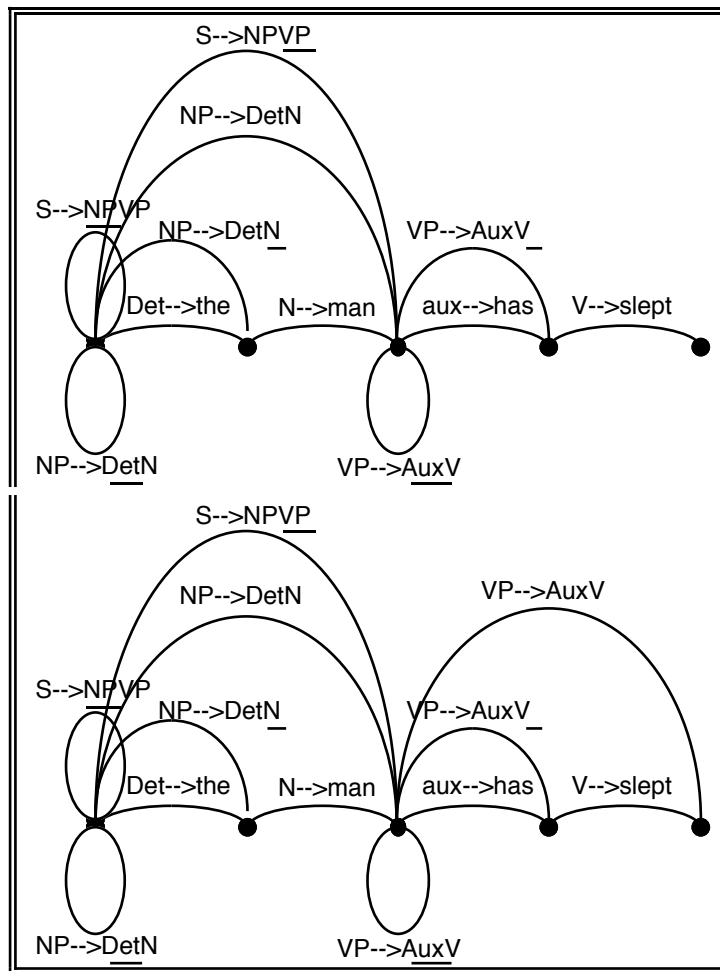 S-->NPVP
NP-->DetN
S-->NPVP
NP-->DetN
VP-->AuxV
Det-->the
N-->man
aux-->has
V-->slept
NP-->DetN
VP-->AuxV
S-->NPVP
NP-->DetN
VP-->AuxV
S-->NPVP
NP-->DetN
VP-->AuxV
Det-->the
N-->man
aux-->has
V-->slept
NP-->DetN
VP-->AuxV